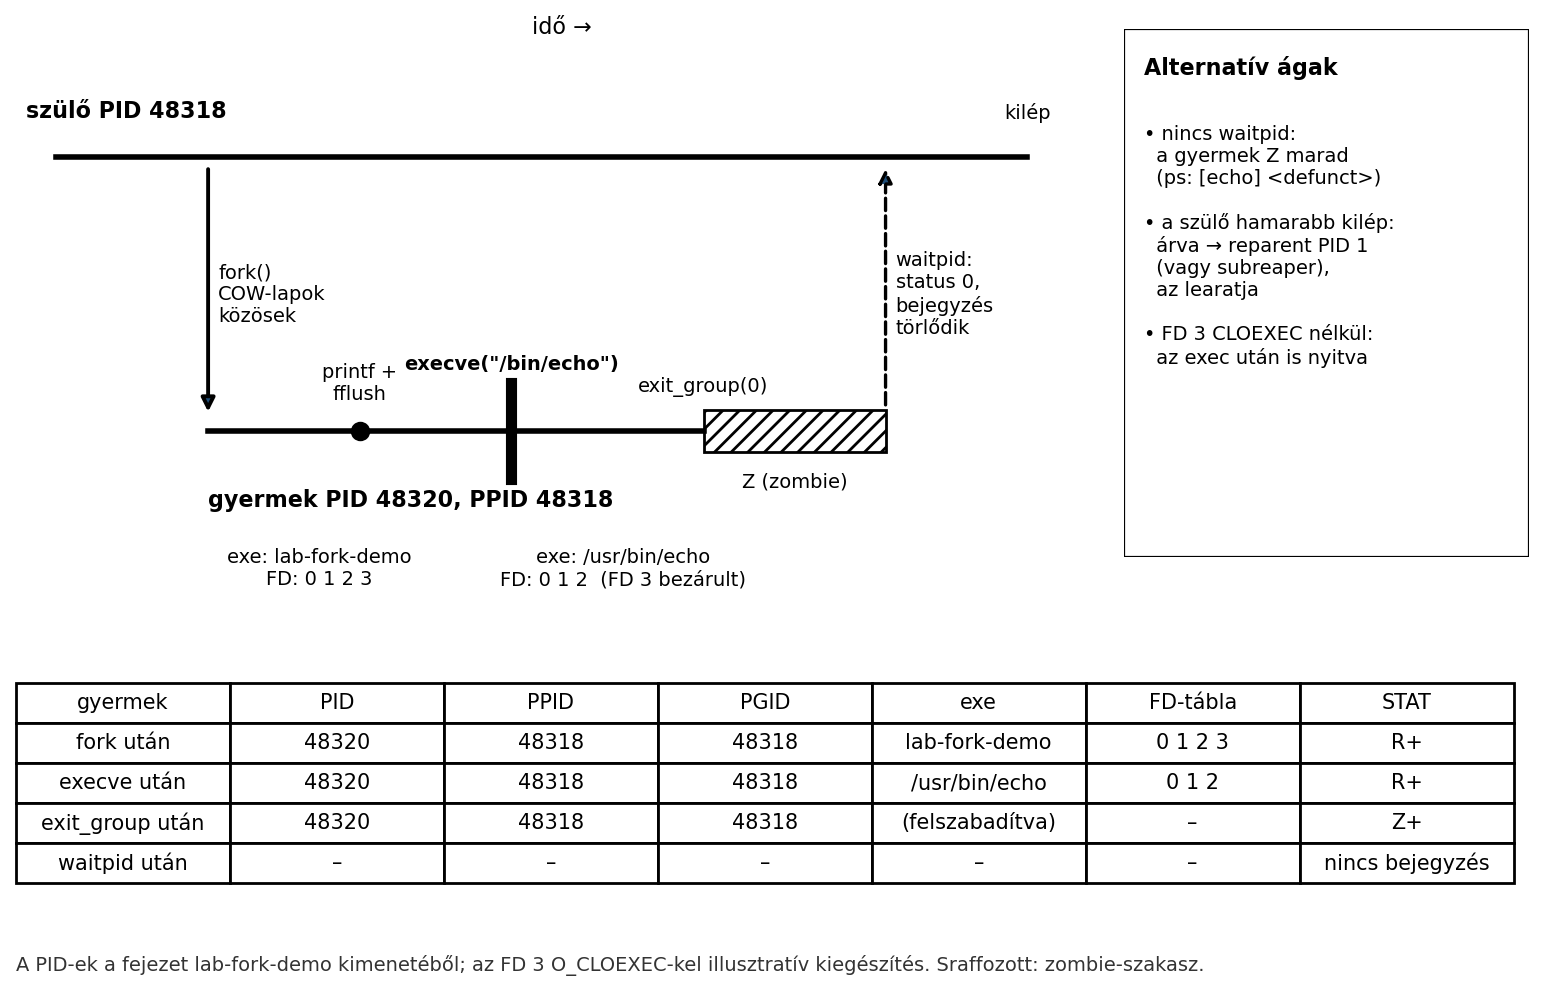 idő →
szülő PID 48318
kilép
fork()
COW-lapok
közösek
waitpid:
status 0,
bejegyzés
törlődik
printf +
fflush
execve("/bin/echo")
exit_group(0)
Z (zombie)
gyermek PID 48320, PPID 48318
exe: lab-fork-demo
FD: 0 1 2 3
exe: /usr/bin/echo
FD: 0 1 2 (FD 3 bezárult)
Alternatív ágak
• nincs waitpid:
a gyermek Z marad
(ps: [echo] <defunct>)
• a szülő hamarabb kilép:
árva → reparent PID 1
(vagy subreaper),
az learatja
• FD 3 CLOEXEC nélkül:
az exec után is nyitva
gyermek PID PPID PGID exe FD-tábla STAT
fork után 48320 48318 48318 lab-fork-demo 0 1 2 3 R+
execve után 48320 48318 48318 /usr/bin/echo 0 1 2 R+
exit_group után 48320 48318 48318 (felszabadítva) – Z+
waitpid után – – – – – nincs bejegyzés
A PID-ek a fejezet lab-fork-demo kimenetéből; az FD 3 O_CLOEXEC-kel illusztratív kiegészítés. Sraffozott: zombie-szakasz.